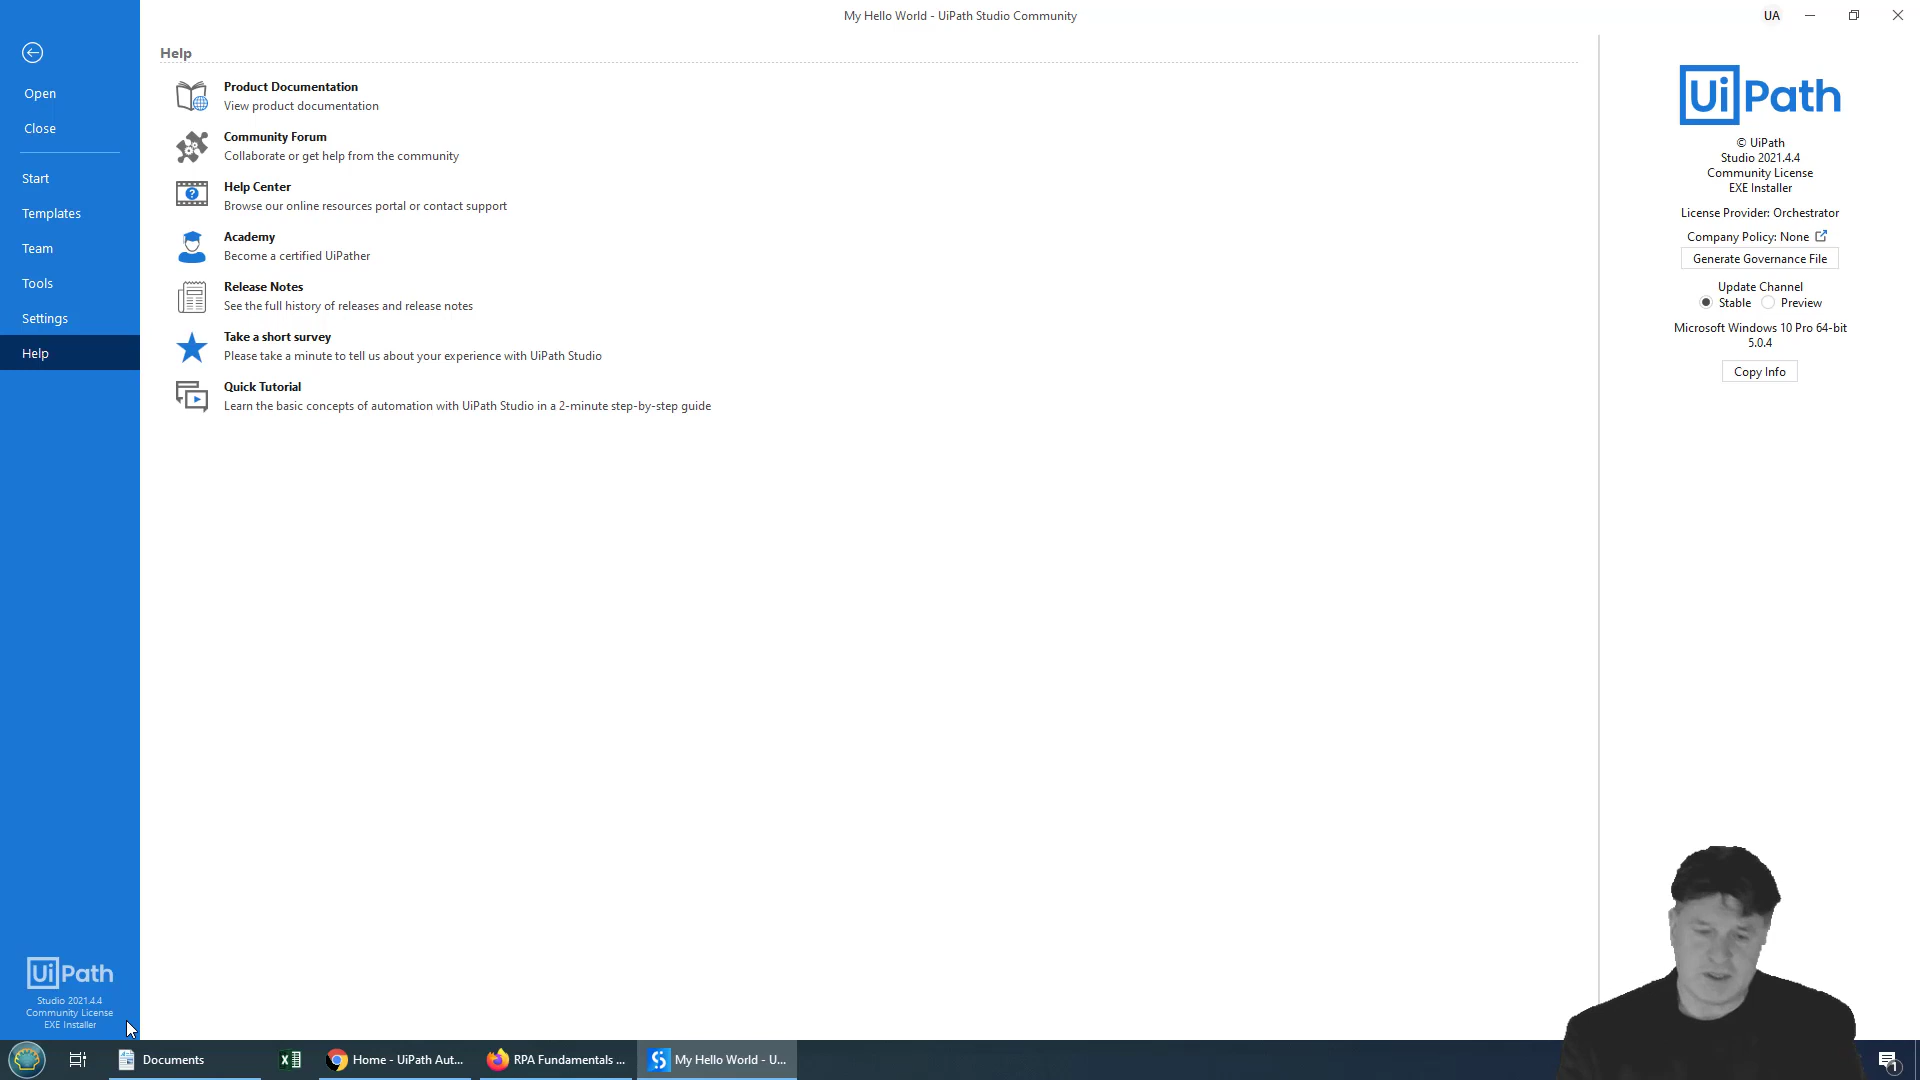 My Hello World - UiPath Studio Community
UA
Open
Close
Start
Templates
Team
Tools
Settings
Help
UiPath
Studio 2021.4.4
Community License
EXE Installer
Help
Product Documentation
View product documentation
Community Forum
Collaborate or get help from the community
Help Center
Browse our online resources portal or contact support
Academy
Become a certified UiPather
Release Notes
See the full history of releases and release notes
Take a short survey
Please take a minute to tell us about your experience with UiPath Studio
Quick Tutorial
Learn the basic concepts of automation with UiPath Studio in a 2-minute step-by-step guide
UiPath
© UiPath
Studio 2021.4.4
Community License
EXE Installer
License Provider: Orchestrator
Company Policy: None
Generate Governance File
Update Channel
Stable Preview
Microsoft Windows 10 Pro 64-bit
5.0.4
Copy Info
Documents
Home - UiPath Aut...
RPA Fundamentals ...
My Hello World - U...
1